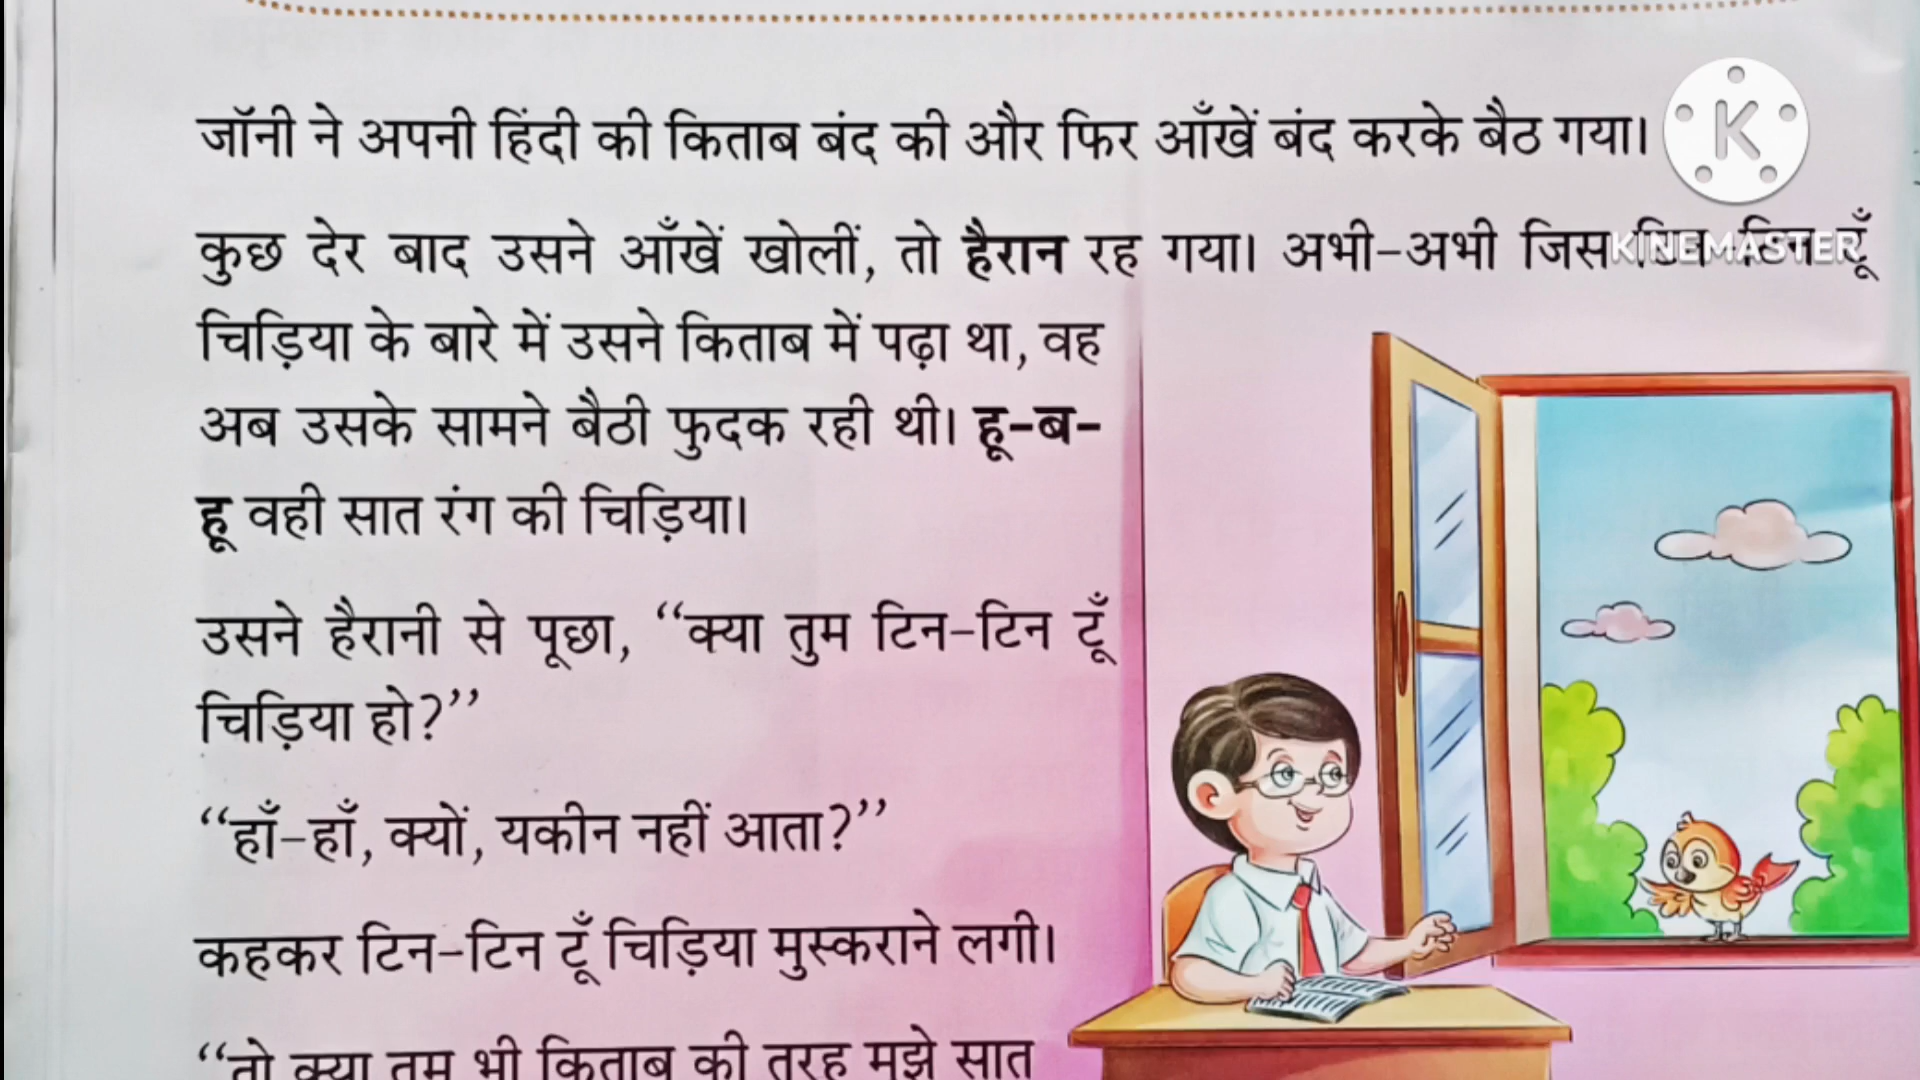 जॉनी ने अपनी हिंदी की किताब बंद की और फिर आँखें बंद करके बैठ गया।
K
कुछ देर बाद उसने आँखें खोलीं, तो हैरान रह गया। अभी-अभी जिस टिन-टिन टूँ
KINEMASTER
चिड़िया के बारे में उसने किताब में पढ़ा था, वह
अब उसके सामने बैठी फुदक रही थी। हू-ब-
हू वही सात रंग की चिड़िया।
उसने हैरानी से पूछा, “क्या तुम टिन-टिन टूँ
चिड़िया हो?”
“हाँ-हाँ, क्यों, यकीन नहीं आता?”
कहकर टिन-टिन टूँ चिड़िया मुस्कराने लगी।
“तो क्या तुम भी किताब की तरह मुझे सात